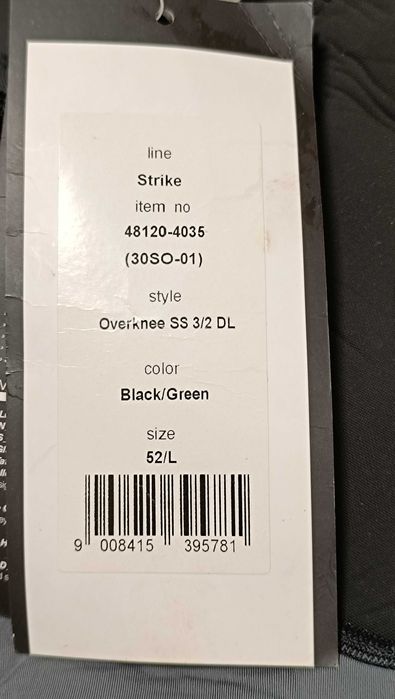 line
Strike
item no
48120-4035
(30SO-01)
style
Overknee SS 3/2 DL
color
Black/Green
size
52/L
9 008415 395781